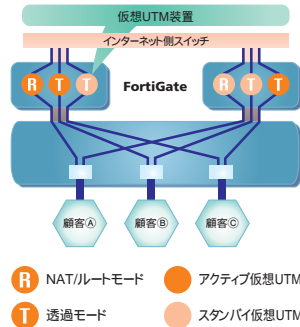 仮想UTM装置
インターネット側スイッチ
R T T
FortiGate
R T T
顧客Ⓐ
顧客Ⓑ
顧客Ⓒ
R NAT/ルートモード
アクティブ仮想UTM
T 透過モード
スタンバイ仮想UTM